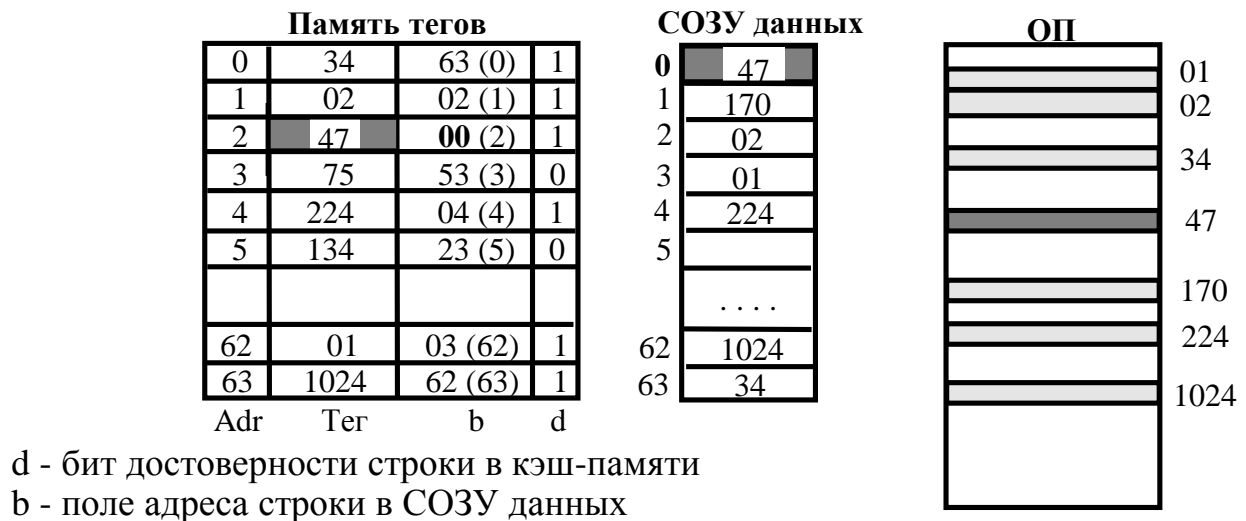 Память тегов СОЗУ данных ОП
0 34 63 (0) 1 0 47 01
1 02 02 (1) 1 1 170 02
2 47 00 (2) 1 2 02 34
3 75 53 (3) 0 3 01
4 224 04 (4) 1 4 224 47
5 134 23 (5) 0 5
. . . . 170
62 01 03 (62) 1 62 1024 224
63 1024 62 (63) 1 63 34 1024
Adr Тег b d
d - бит достоверности строки в кэш-памяти
b - поле адреса строки в СОЗУ данных